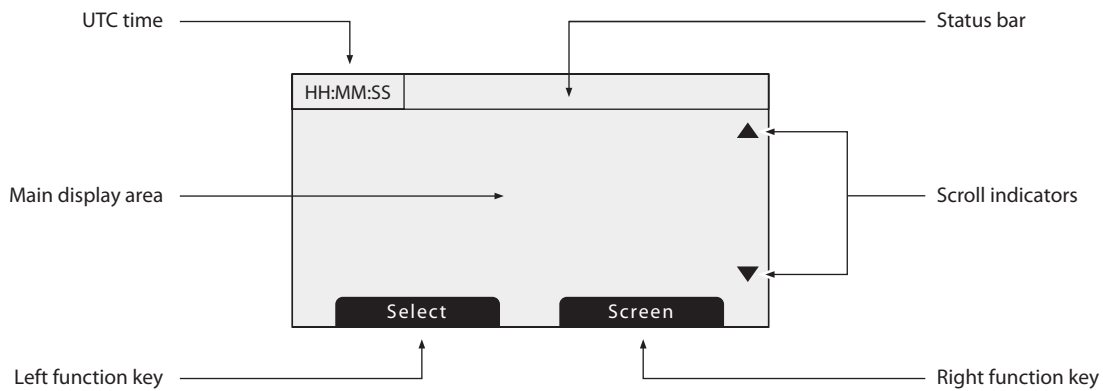 UTC time
Status bar
HH:MM:SS
Main display area
Scroll indicators
Select
Screen
Left function key
Right function key